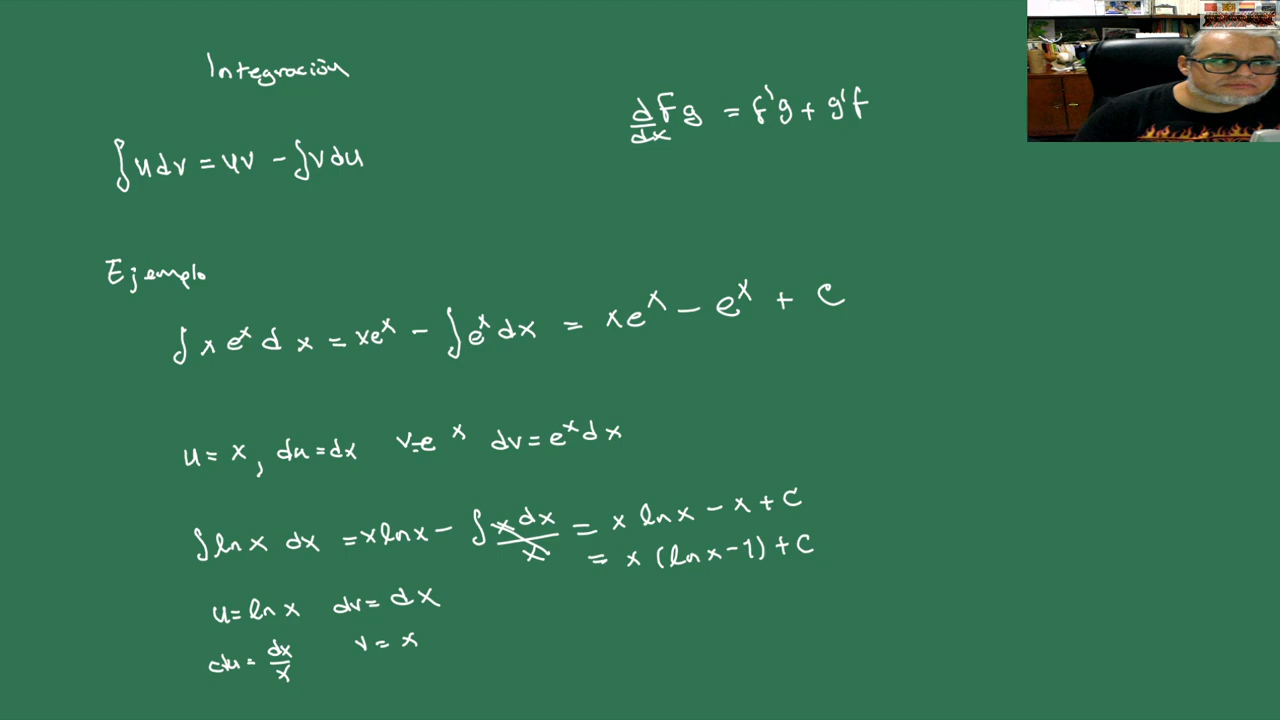 Integración
d/dx fg = f'g + g'f
∫ u dv = uv - ∫ v du
Ejemplo
∫ x eˣ d x = xeˣ - ∫ eˣ dx = xeˣ - eˣ + C
u = x, du = dx v=eˣ dv = eˣ dx
∫ ln x dx = x ln x - ∫ x dx/x = x ln x - x + C
= x (ln x - 1) + C
u = ln x dv = dx
du = dx/x v = x